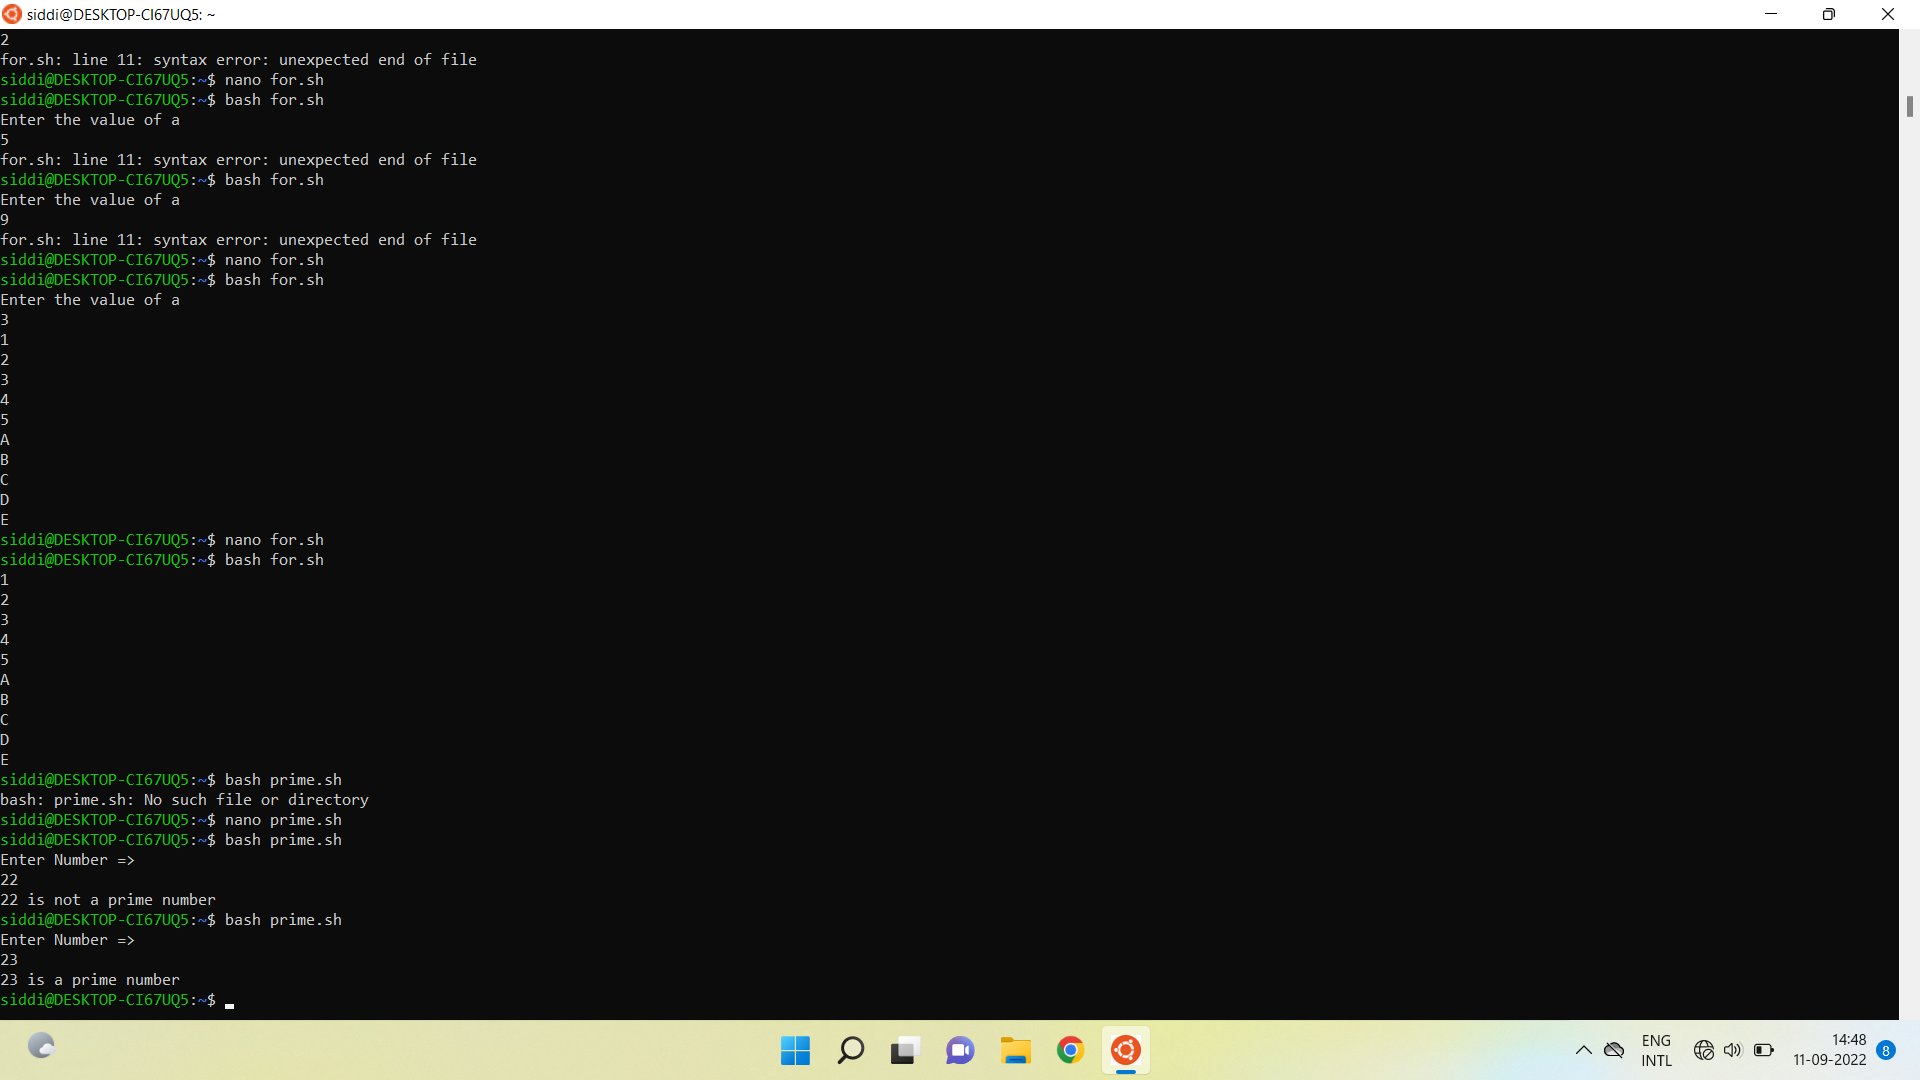 siddi@DESKTOP-CI67UQ5: ~
2
for.sh: line 11: syntax error: unexpected end of file
siddi@DESKTOP-CI67UQ5:~$ nano for.sh
siddi@DESKTOP-CI67UQ5:~$ bash for.sh
Enter the value of a
5
for.sh: line 11: syntax error: unexpected end of file
siddi@DESKTOP-CI67UQ5:~$ bash for.sh
Enter the value of a
9
for.sh: line 11: syntax error: unexpected end of file
siddi@DESKTOP-CI67UQ5:~$ nano for.sh
siddi@DESKTOP-CI67UQ5:~$ bash for.sh
Enter the value of a
3
1
2
3
4
5
A
B
C
D
E
siddi@DESKTOP-CI67UQ5:~$ nano for.sh
siddi@DESKTOP-CI67UQ5:~$ bash for.sh
1
2
3
4
5
A
B
C
D
E
siddi@DESKTOP-CI67UQ5:~$ bash prime.sh
bash: prime.sh: No such file or directory
siddi@DESKTOP-CI67UQ5:~$ nano prime.sh
siddi@DESKTOP-CI67UQ5:~$ bash prime.sh
Enter Number =>
22
22 is not a prime number
siddi@DESKTOP-CI67UQ5:~$ bash prime.sh
Enter Number =>
23
23 is a prime number
siddi@DESKTOP-CI67UQ5:~$
ENG
INTL
14:48
11-09-2022
8